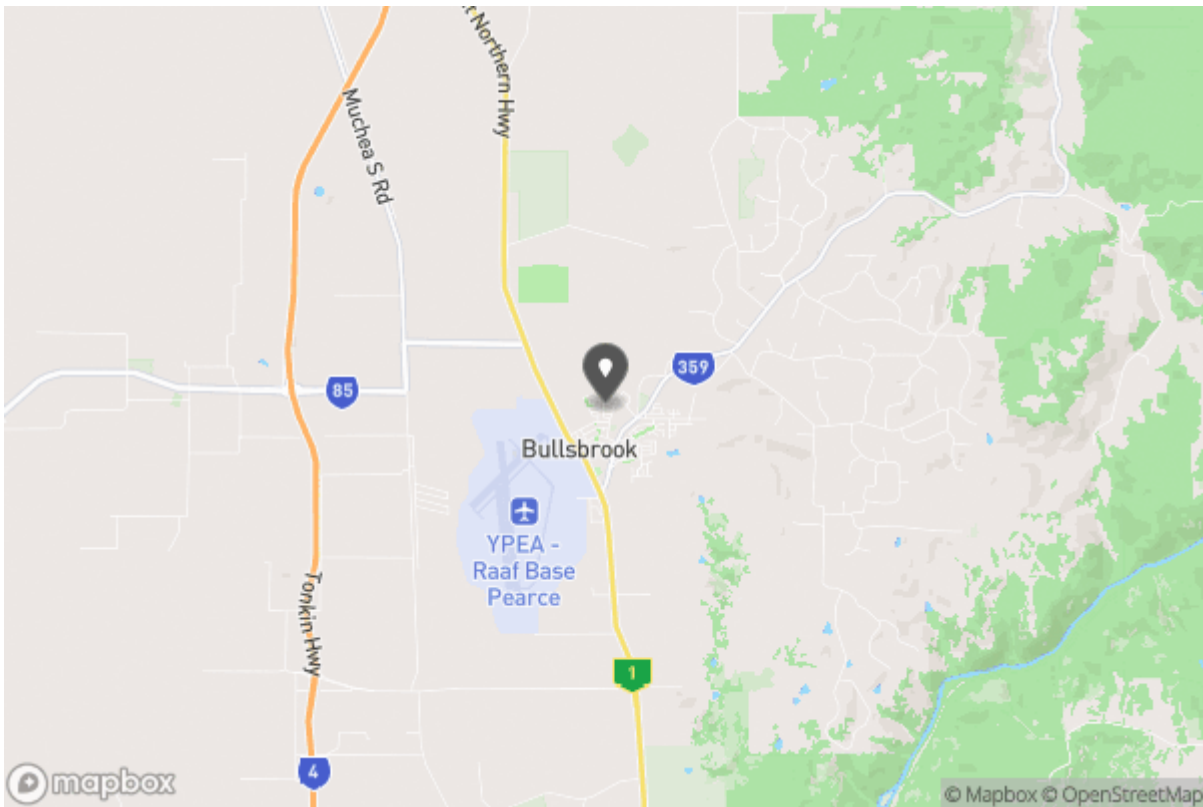 t Northern Hwy
Muchea S Rd
359
85
Bullsbrook
YPEA -
Raaf Base
Pearce
Tonkin Hwy
1
4
mapbox
© Mapbox © OpenStreetMap